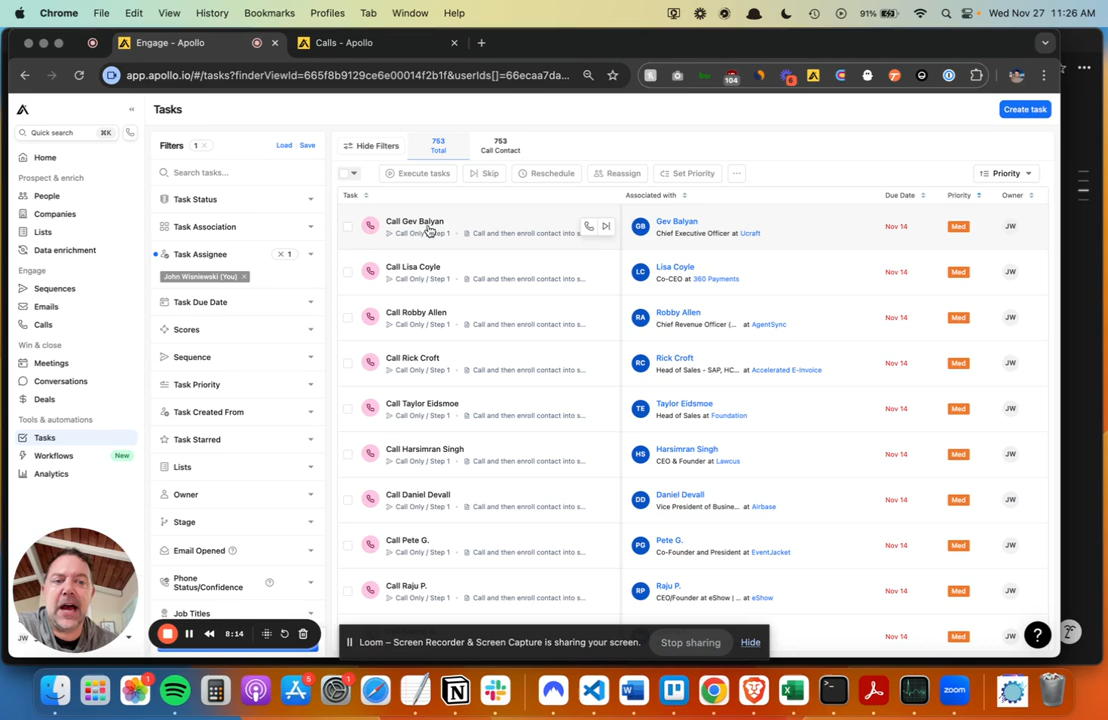 Chrome File Edit View History Bookmarks Profiles Tab Window Help 91% Wed Nov 27 11:26 AM
Engage - Apollo
Calls - Apollo
app.apollo.io/#/tasks?finderViewId=665f8b9129ce6e00014f2b1f&userIds[]=66ecaa7da...
104
6
Quick search ⌘K
Home
Prospect & enrich
People
Companies
Lists
Data enrichment
Engage
Sequences
Emails
Calls
Win & close
Meetings
Conversations
Deals
Tools & automations
Tasks
Workflows New
Analytics
JW
Tasks
Create task
Filters 1 Load Save
Search tasks...
Task Status
Task Association
Task Assignee 1
John Wisniewski (You)
Task Due Date
Scores
Sequence
Task Priority
Task Created From
Task Starred
Lists
Owner
Stage
Email Opened
Phone
Status/Confidence
Job Titles
8:14
Hide Filters
753
Total
753
Call Contact
Execute tasks Skip Reschedule Reassign Set Priority ... Priority
Task Associated with Due Date Priority Owner
Call Gev Balyan
Call Only / Step 1 • Call and then enroll contact into s...
GB Gev Balyan
Chief Executive Officer at Ucraft
Nov 14 Med JW
Call Lisa Coyle
Call Only / Step 1 • Call and then enroll contact into s...
LC Lisa Coyle
Co-CEO at 360 Payments
Nov 14 Med JW
Call Robby Allen
Call Only / Step 1 • Call and then enroll contact into s...
RA Robby Allen
Chief Revenue Officer (... at AgentSync
Nov 14 Med JW
Call Rick Croft
Call Only / Step 1 • Call and then enroll contact into s...
RC Rick Croft
Head of Sales - SAP, HC... at Accelerated E-Invoice
Nov 14 Med JW
Call Taylor Eidsmoe
Call Only / Step 1 • Call and then enroll contact into s...
TE Taylor Eidsmoe
Head of Sales at Foundation
Nov 14 Med JW
Call Harsimran Singh
Call Only / Step 1 • Call and then enroll contact into s...
HS Harsimran Singh
CEO & Founder at Lawcus
Nov 14 Med JW
Call Daniel Devall
Call Only / Step 1 • Call and then enroll contact into s...
DD Daniel Devall
Vice President of Busine... at Airbase
Nov 14 Med JW
Call Pete G.
Call Only / Step 1 • Call and then enroll contact into s...
PG Pete G.
Co-Founder and President at EventJacket
Nov 14 Med JW
Call Raju P.
Call Only / Step 1 • Call and then enroll contact into s...
RP Raju P.
CEO/Founder at eShow | ... at eShow
Nov 14 Med JW
Nov 14 Med JW
Loom – Screen Recorder & Screen Capture is sharing your screen. Stop sharing Hide
?
1
5
1
zoom